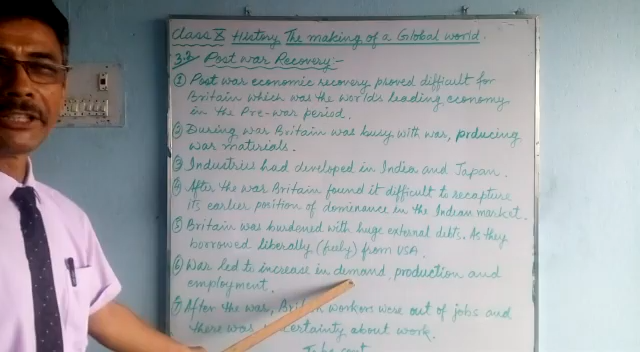 Class X History The making of a Global world.
3.2 Post war Recovery:-
① Post war economic recovery proved difficult for
Britain which was the worlds leading economy
in the Pre-war period.
② During war Britain was busy with war, prducing
war materials.
③ Industries had developed in India and Japan.
④ After the war Britain found it difficult to recapture
its earlier position of dominance in the Indian market.
⑤ Britain was burdened with huge external debts. As they
borrowed liberally (freely) from USA.
⑥ War led to increase in demand, production and
employment.
⑦ After the war, workers were out of jobs and
there was about work.
To be cont